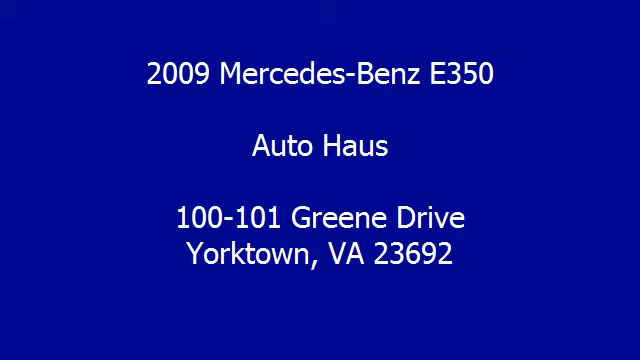 2009 Mercedes-Benz E350
Auto Haus
100-101 Greene Drive
Yorktown, VA 23692